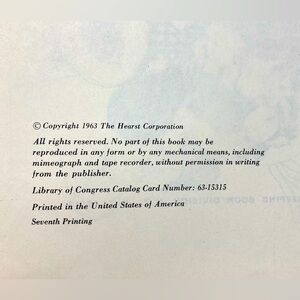 © Copyright 1963 The Hearst Corporation
All rights reserved. No part of this book may be
reproduced in any form or by any mechanical means, including
mimeograph and tape recorder, without permission in writing
from the publisher.
Library of Congress Catalog Card Number: 63-15315
Printed in the United States of America
Seventh Printing